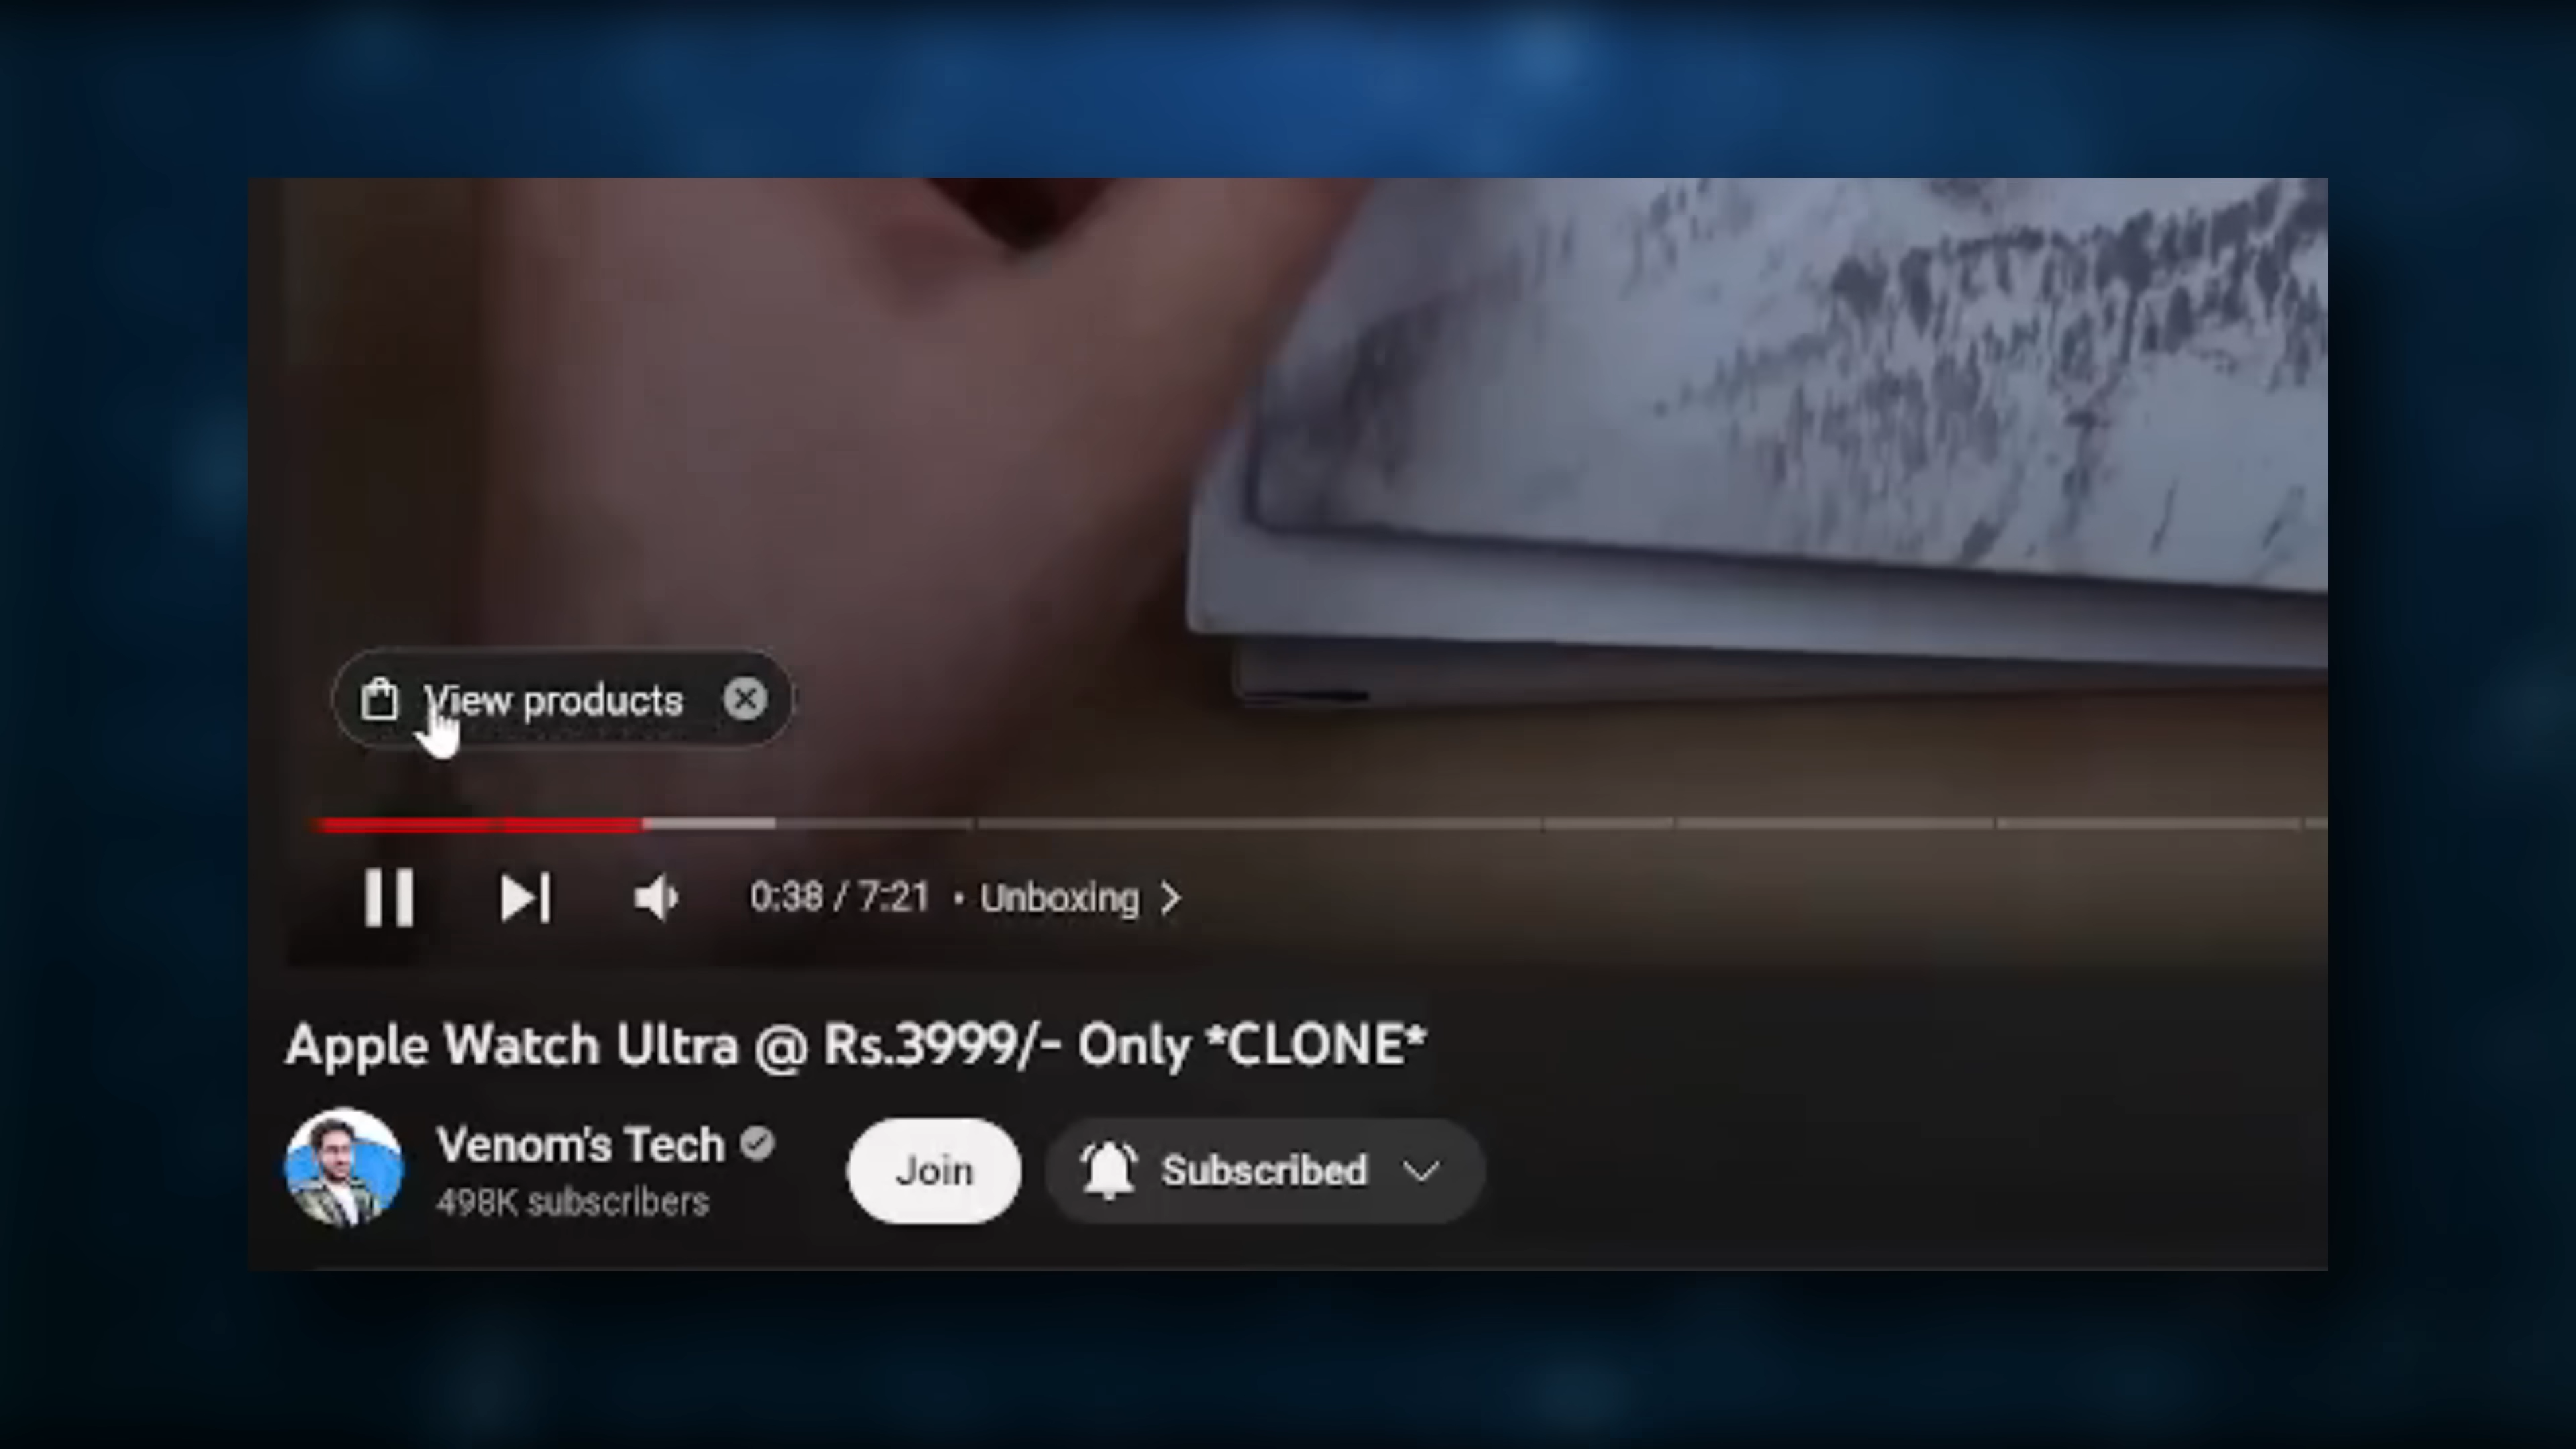 View products
0:38 / 7:21 • Unboxing
Apple Watch Ultra @ Rs.3999/- Only *CLONE*
Venom's Tech
498K subscribers
Join
Subscribed